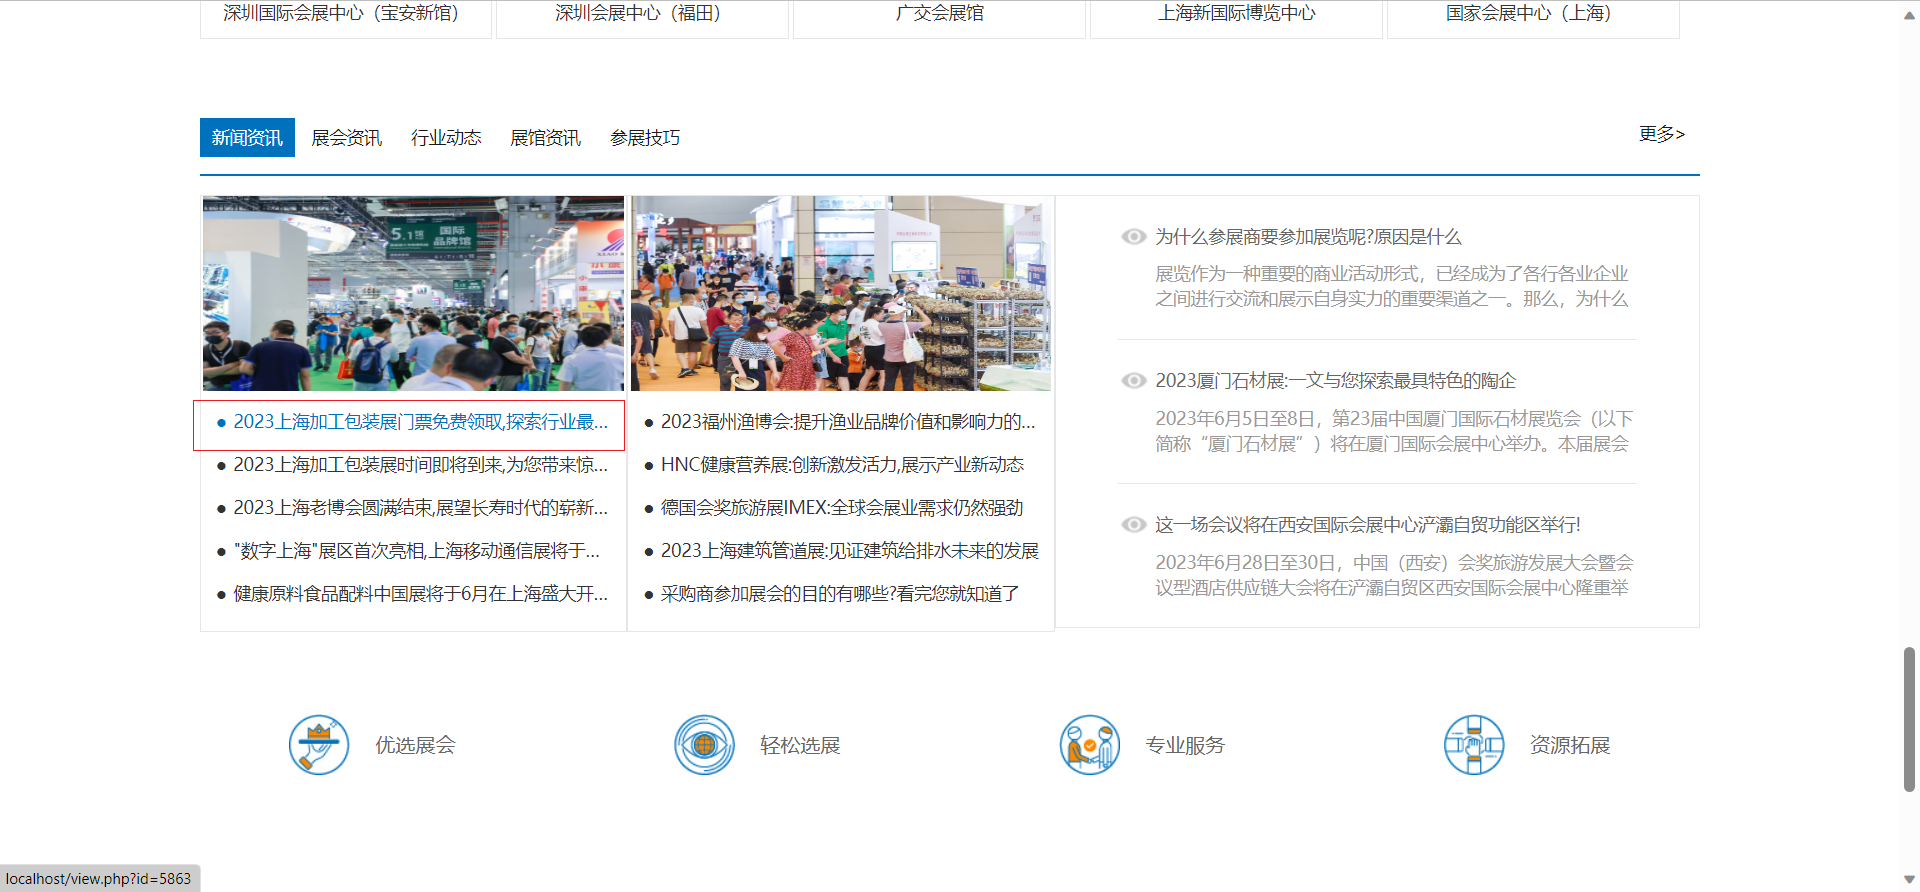 深圳国际会展中心（宝安新馆）
深圳会展中心（福田）
广交会展馆
上海新国际博览中心
国家会展中心（上海）
新闻资讯
展会资讯
行业动态
展馆资讯
参展技巧
更多>
5.1馆
国际
品牌馆
2023上海加工包装展门票免费领取,探索行业最...
2023上海加工包装展时间即将到来,为您带来惊...
2023上海老博会圆满结束,展望长寿时代的崭新...
"数字上海"展区首次亮相,上海移动通信展将于...
健康原料食品配料中国展将于6月在上海盛大开...
2023福州渔博会:提升渔业品牌价值和影响力的...
HNC健康营养展:创新激发活力,展示产业新动态
德国会奖旅游展IMEX:全球会展业需求仍然强劲
2023上海建筑管道展:见证建筑给排水未来的发展
采购商参加展会的目的有哪些?看完您就知道了
为什么参展商要参加展览呢?原因是什么
展览作为一种重要的商业活动形式，已经成为了各行各业企业
之间进行交流和展示自身实力的重要渠道之一。那么，为什么
2023厦门石材展:一文与您探索最具特色的陶企
2023年6月5日至8日，第23届中国厦门国际石材展览会（以下
简称“厦门石材展”）将在厦门国际会展中心举办。本届展会
这一场会议将在西安国际会展中心浐灞自贸功能区举行!
2023年6月28日至30日，中国（西安）会奖旅游发展大会暨会
议型酒店供应链大会将在浐灞自贸区西安国际会展中心隆重举
优选展会
轻松选展
专业服务
资源拓展
localhost/view.php?id=5863